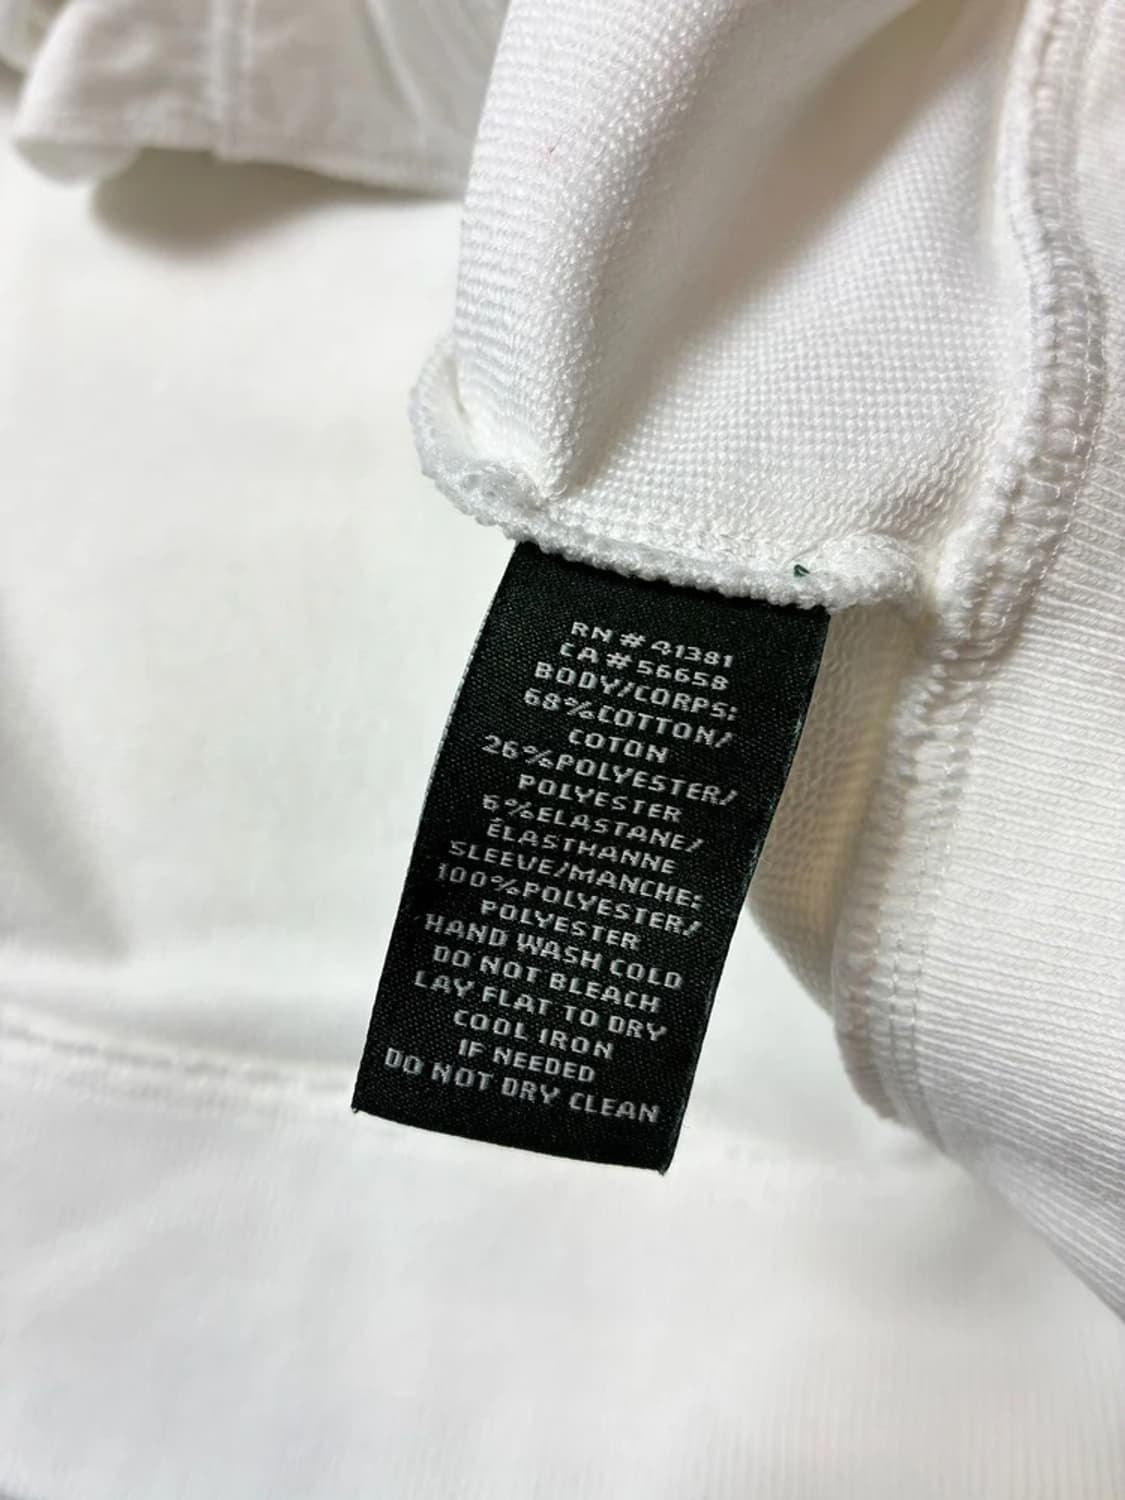 RN # 41381
CA # 56658
BODY/CORPS:
68%COTTON/
COTON
26%POLYESTER/
POLYESTER
6%ELASTANE/
ÉLASTHANNE
SLEEVE/MANCHE:
100%POLYESTER/
POLYESTER
HAND WASH COLD
DO NOT BLEACH
LAY FLAT TO DRY
COOL IRON
IF NEEDED
DO NOT DRY CLEAN